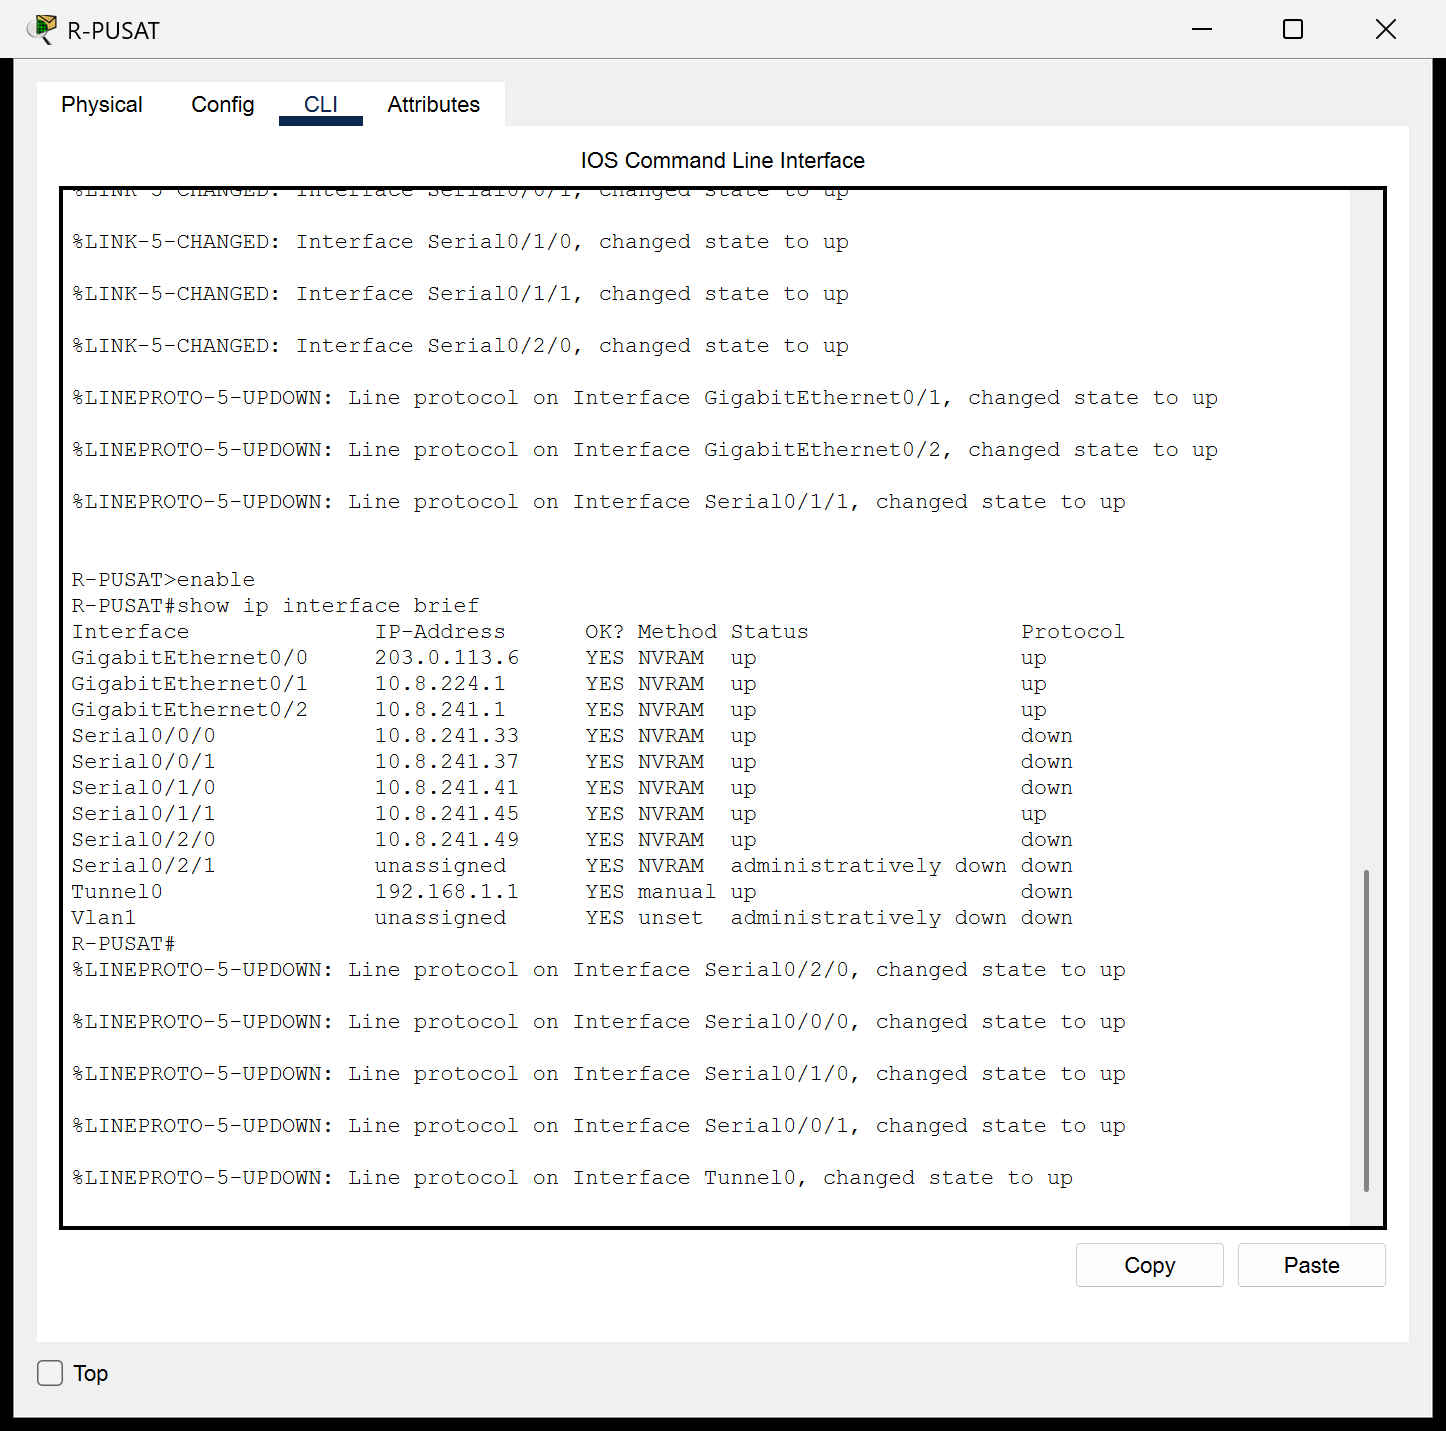 R-PUSAT
Physical Config CLI Attributes
IOS Command Line Interface
%LINK-5-CHANGED: Interface Serial0/0/1, changed state to up
%LINK-5-CHANGED: Interface Serial0/1/0, changed state to up
%LINK-5-CHANGED: Interface Serial0/1/1, changed state to up
%LINK-5-CHANGED: Interface Serial0/2/0, changed state to up
%LINEPROTO-5-UPDOWN: Line protocol on Interface GigabitEthernet0/1, changed state to up
%LINEPROTO-5-UPDOWN: Line protocol on Interface GigabitEthernet0/2, changed state to up
%LINEPROTO-5-UPDOWN: Line protocol on Interface Serial0/1/1, changed state to up
R-PUSAT>enable
R-PUSAT#show ip interface brief
Interface IP-Address OK? Method Status Protocol
GigabitEthernet0/0 203.0.113.6 YES NVRAM up up
GigabitEthernet0/1 10.8.224.1 YES NVRAM up up
GigabitEthernet0/2 10.8.241.1 YES NVRAM up up
Serial0/0/0 10.8.241.33 YES NVRAM up down
Serial0/0/1 10.8.241.37 YES NVRAM up down
Serial0/1/0 10.8.241.41 YES NVRAM up down
Serial0/1/1 10.8.241.45 YES NVRAM up up
Serial0/2/0 10.8.241.49 YES NVRAM up down
Serial0/2/1 unassigned YES NVRAM administratively down down
Tunnel0 192.168.1.1 YES manual up down
Vlan1 unassigned YES unset administratively down down
R-PUSAT#
%LINEPROTO-5-UPDOWN: Line protocol on Interface Serial0/2/0, changed state to up
%LINEPROTO-5-UPDOWN: Line protocol on Interface Serial0/0/0, changed state to up
%LINEPROTO-5-UPDOWN: Line protocol on Interface Serial0/1/0, changed state to up
%LINEPROTO-5-UPDOWN: Line protocol on Interface Serial0/0/1, changed state to up
%LINEPROTO-5-UPDOWN: Line protocol on Interface Tunnel0, changed state to up
Copy Paste
Top